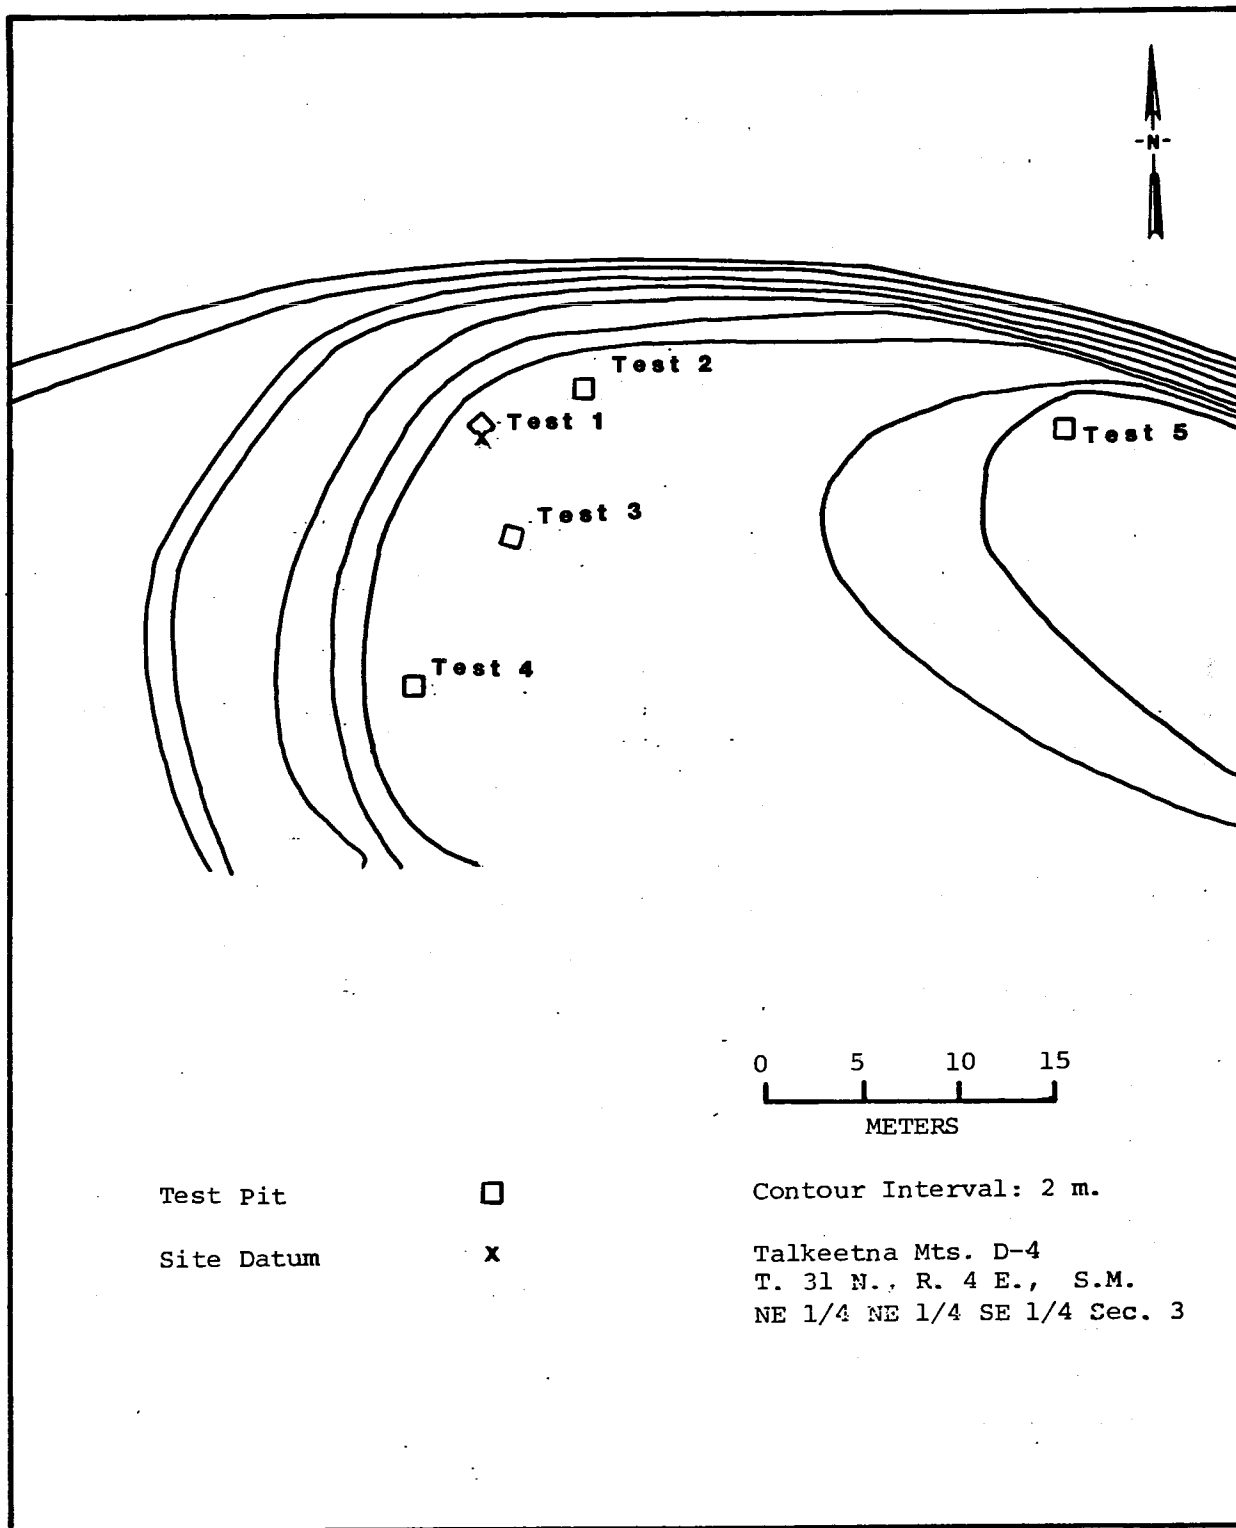 -N-
Test 2
Test 1
Test 5
Test 3
Test 4
0 5 10 15
METERS
Test Pit
Contour Interval: 2 m.
Site Datum
x
Talkeetna Mts. D-4
T. 31 N., R. 4 E., S.M.
NE 1/4 NE 1/4 SE 1/4 Sec. 3